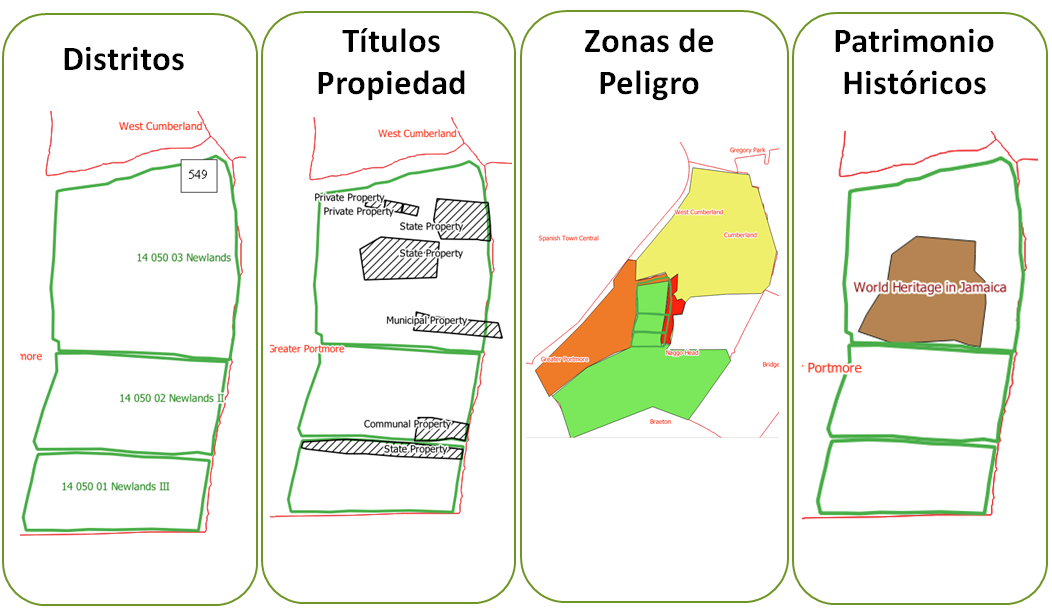 Distritos
West Cumberland
549
14 050 03 Newlands
more
14 050 02 Newlands II
14 050 01 Newlands III
Títulos
Propiedad
West Cumberland
Private Property
Private Property
State Property
State Property
Municipal Property
Greater Portmore
Communal Property
State Property
Zonas de
Peligro
Gregory Park
West Cumberland
Cumberland
Spanish Town Central
Greater Portmore
Naggo Head
Bridge
Braeton
Patrimonio
Históricos
World Heritage in Jamaica
Portmore